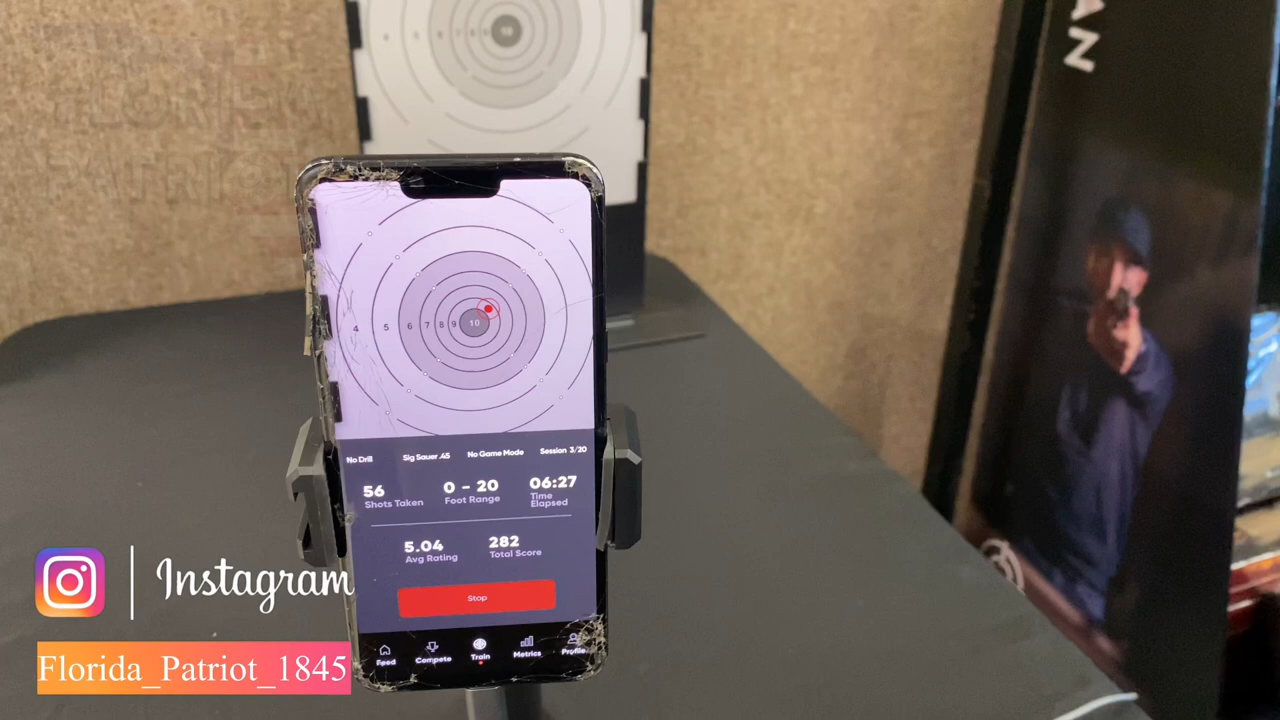 AN
4 5 6 7 8 9 10
No Drill Sig Sauer .45 No Game Mode Session 3/20
56 0 - 20 06:27
Shots Taken Foot Range Time Elapsed
5.04 282
Avg Rating Total Score
Stop
Feed Compete Train Metrics Profile
Instagram
Florida_Patriot_1845